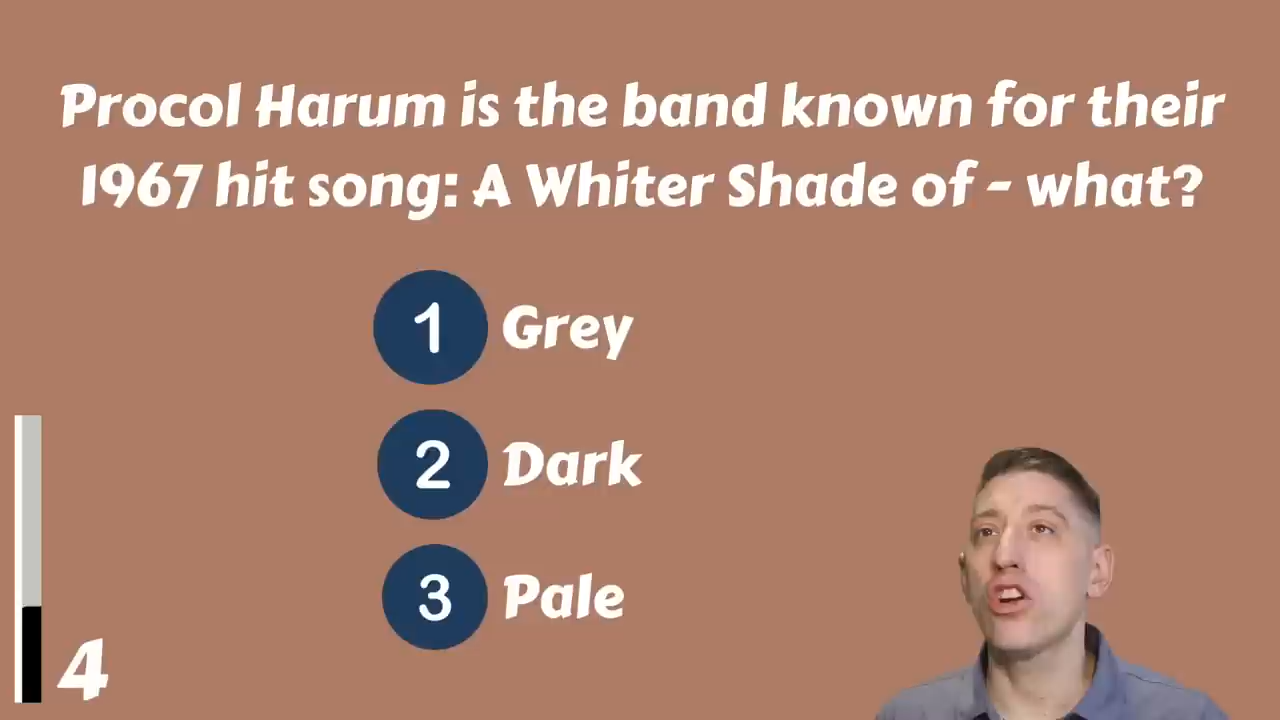 Procol Harum is the band known for their
1967 hit song: A Whiter Shade of - what?
1 Grey
2 Dark
3 Pale
4